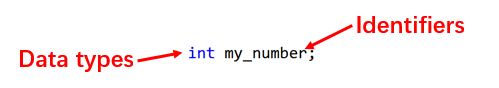 Identifiers
Data types
int my_number;